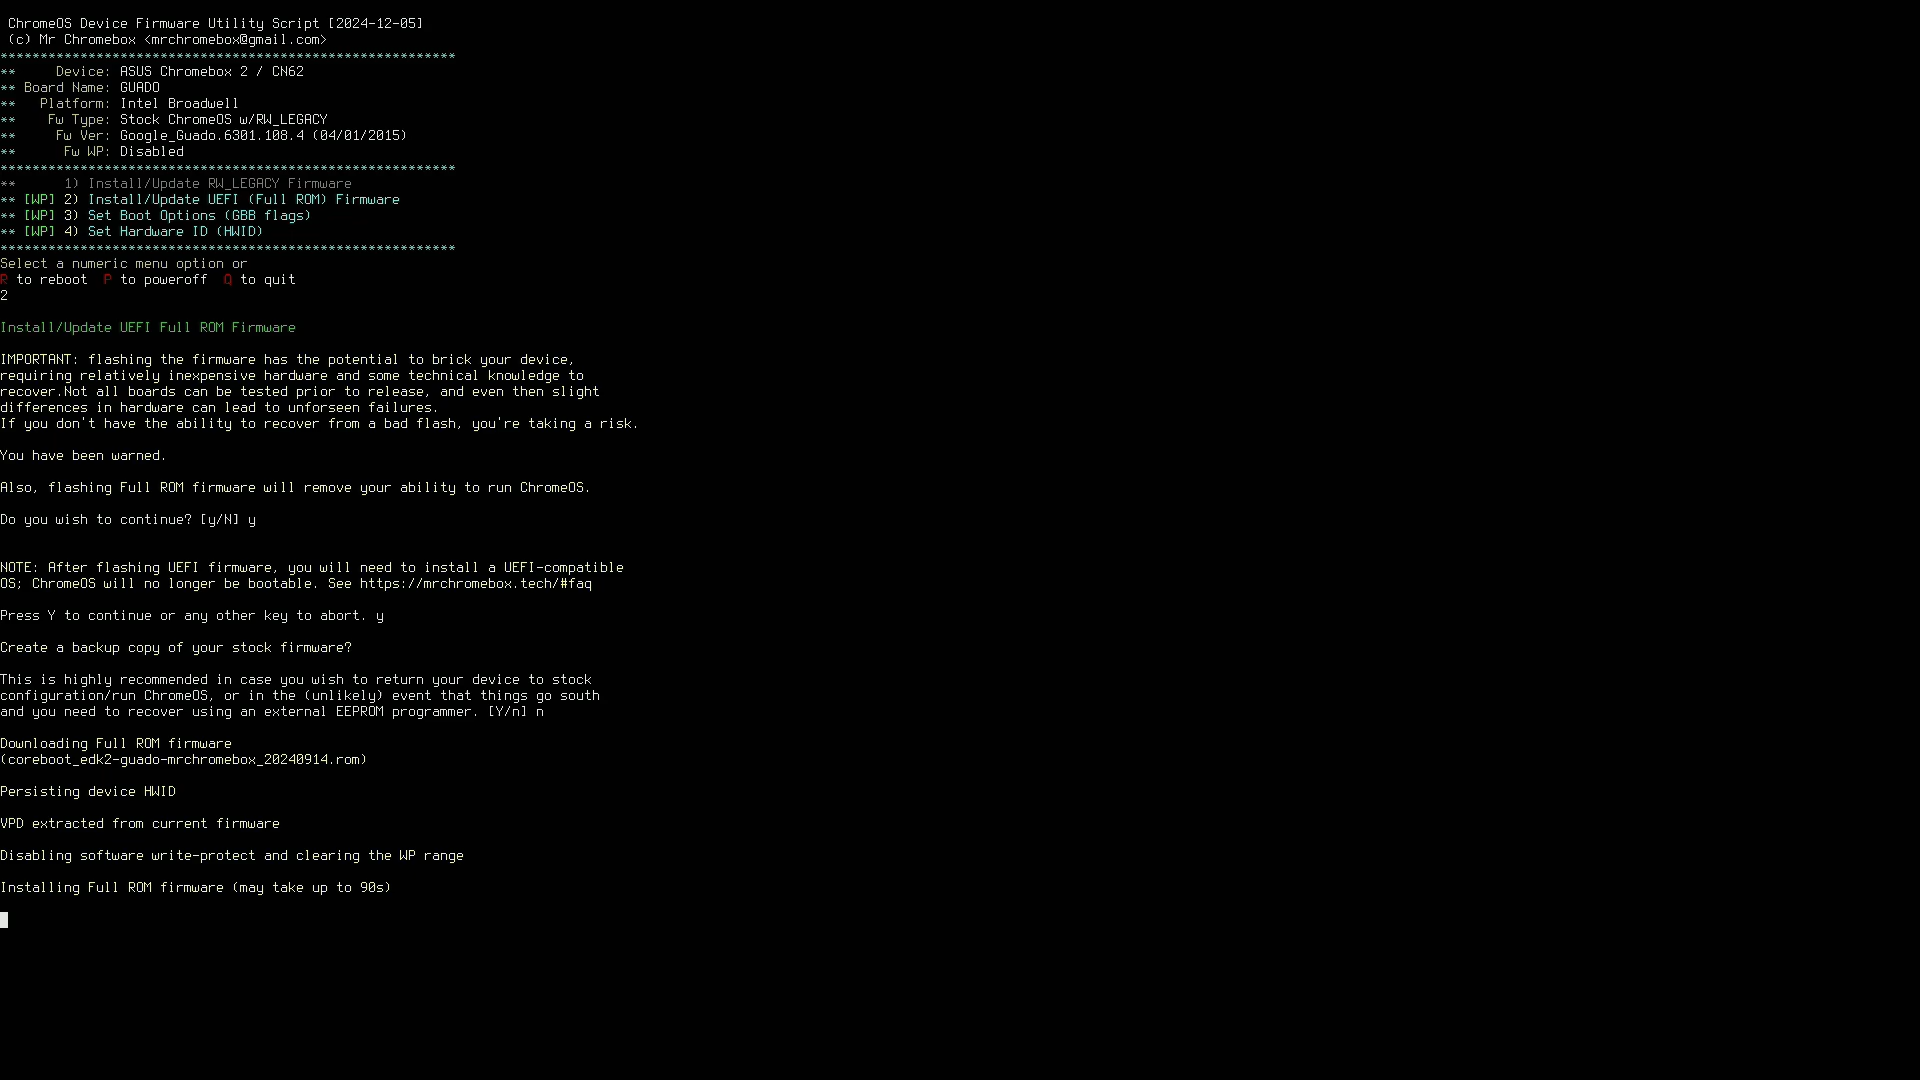 ChromeOS Device Firmware Utility Script [2024-12-05]
(c) Mr Chromebox <mrchromebox@gmail.com>
*********************************************************
**     Device: ASUS Chromebox 2 / CN62
** Board Name: GUADO
**   Platform: Intel Broadwell
**    Fw Type: Stock ChromeOS w/RW_LEGACY
**     Fw Ver: Google_Guado.6301.108.4 (04/01/2015)
**      Fw WP: Disabled
*********************************************************
**      1) Install/Update RW_LEGACY Firmware
** [WP] 2) Install/Update UEFI (Full ROM) Firmware
** [WP] 3) Set Boot Options (GBB flags)
** [WP] 4) Set Hardware ID (HWID)
*********************************************************
Select a numeric menu option or
R to reboot  P to poweroff  Q to quit
2
Install/Update UEFI Full ROM Firmware
IMPORTANT: flashing the firmware has the potential to brick your device,
requiring relatively inexpensive hardware and some technical knowledge to
recover.Not all boards can be tested prior to release, and even then slight
differences in hardware can lead to unforseen failures.
If you don't have the ability to recover from a bad flash, you're taking a risk.
You have been warned.
Also, flashing Full ROM firmware will remove your ability to run ChromeOS.
Do you wish to continue? [y/N] y
NOTE: After flashing UEFI firmware, you will need to install a UEFI-compatible
OS; ChromeOS will no longer be bootable. See https://mrchromebox.tech/#faq
Press Y to continue or any other key to abort. y
Create a backup copy of your stock firmware?
This is highly recommended in case you wish to return your device to stock
configuration/run ChromeOS, or in the (unlikely) event that things go south
and you need to recover using an external EEPROM programmer. [Y/n] n
Downloading Full ROM firmware
(coreboot_edk2-guado-mrchromebox_20240914.rom)
Persisting device HWID
VPD extracted from current firmware
Disabling software write-protect and clearing the WP range
Installing Full ROM firmware (may take up to 90s)